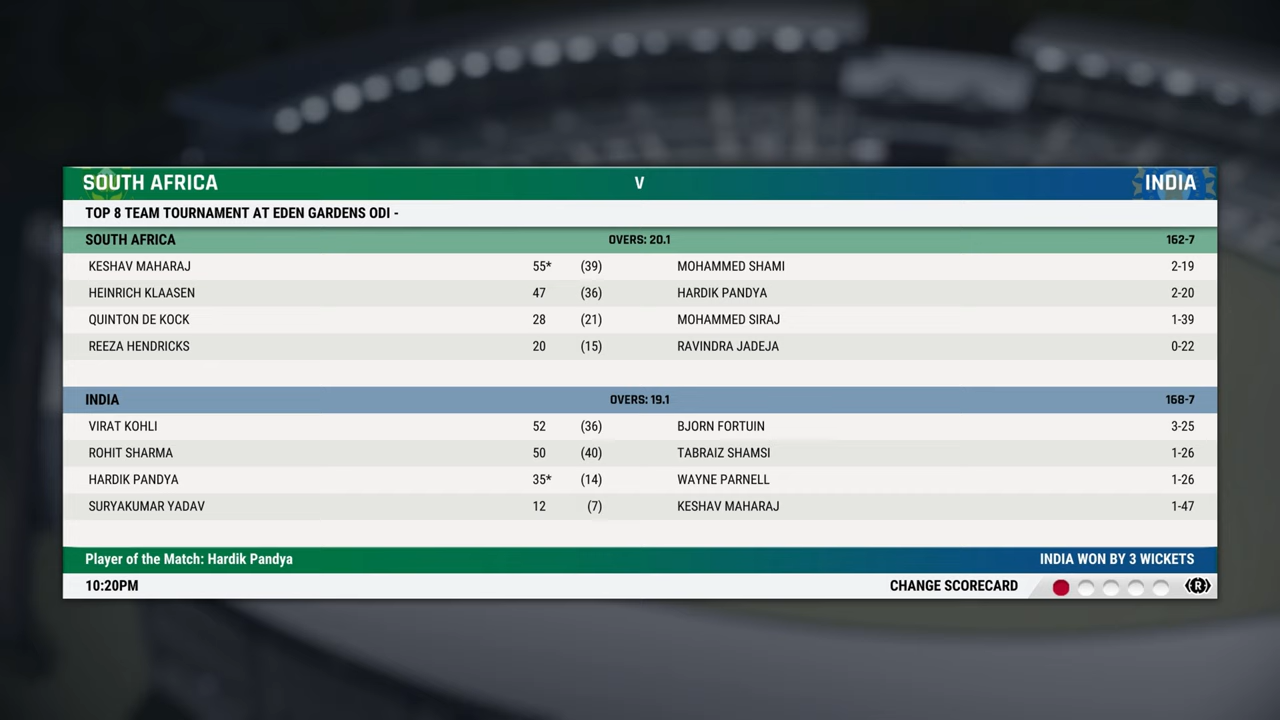 SOUTH AFRICA V INDIA
TOP 8 TEAM TOURNAMENT AT EDEN GARDENS ODI -
SOUTH AFRICA OVERS: 20.1 162-7
KESHAV MAHARAJ 55* (39) MOHAMMED SHAMI 2-19
HEINRICH KLAASEN 47 (36) HARDIK PANDYA 2-20
QUINTON DE KOCK 28 (21) MOHAMMED SIRAJ 1-39
REEZA HENDRICKS 20 (15) RAVINDRA JADEJA 0-22
INDIA OVERS: 19.1 168-7
VIRAT KOHLI 52 (36) BJORN FORTUIN 3-25
ROHIT SHARMA 50 (40) TABRAIZ SHAMSI 1-26
HARDIK PANDYA 35* (14) WAYNE PARNELL 1-26
SURYAKUMAR YADAV 12 (7) KESHAV MAHARAJ 1-47
Player of the Match: Hardik Pandya INDIA WON BY 3 WICKETS
10:20PM CHANGE SCORECARD R